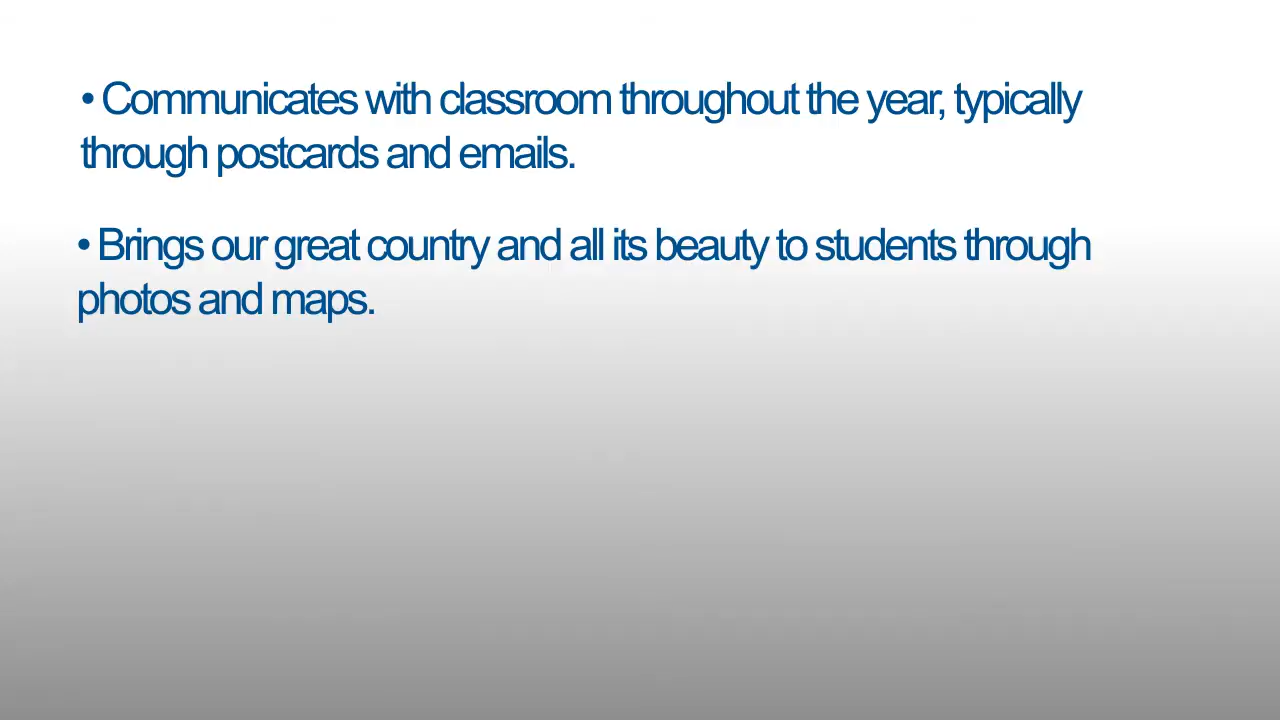 • Communicates with classroom throughout the year, typically
through postcards and emails.
• Brings our great country and all its beauty to students through
photos and maps.